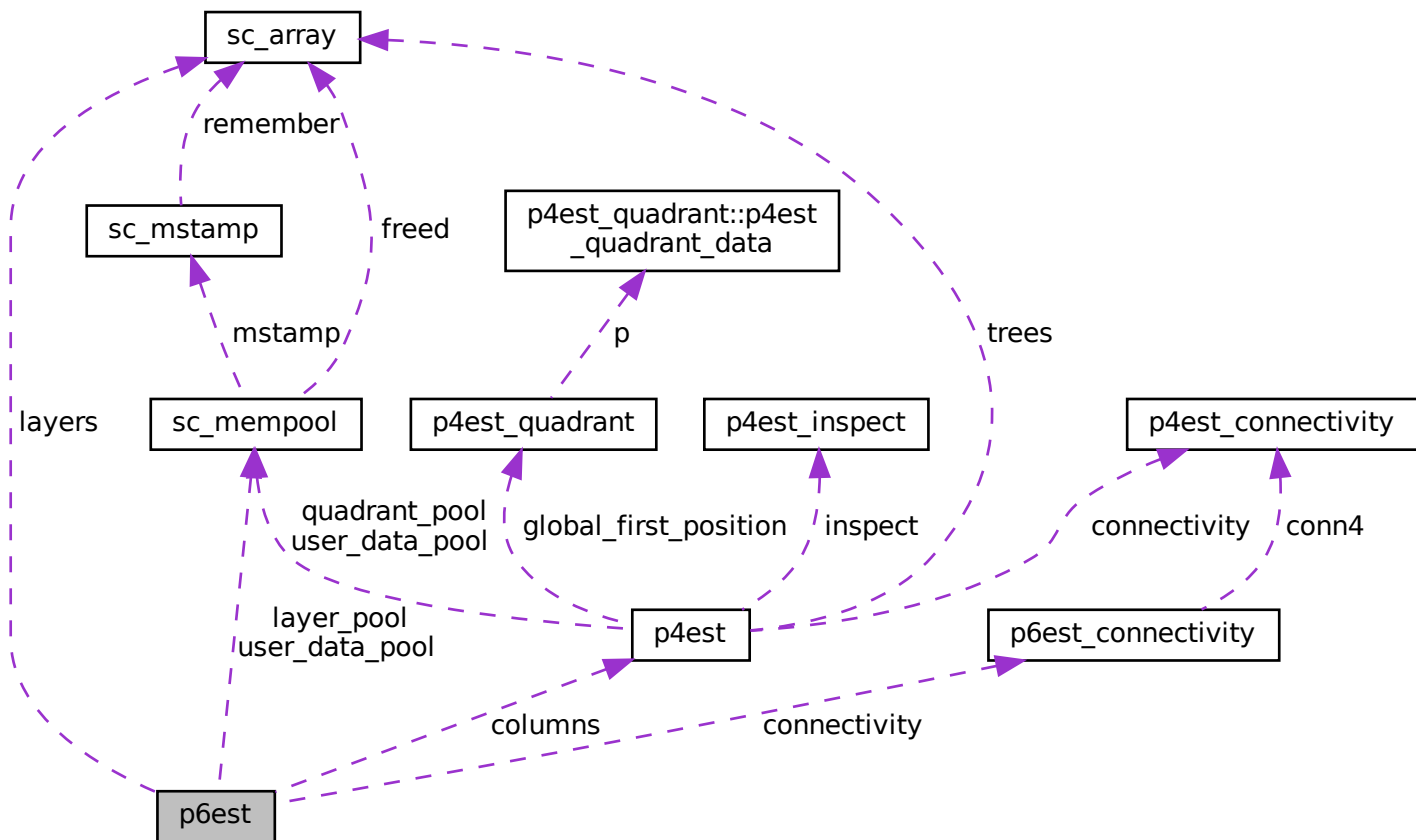 sc_array
remember
sc_mstamp
p4est_quadrant::p4est
_quadrant_data
freed
mstamp
p
trees
layers
sc_mempool
p4est_quadrant
p4est_inspect
p4est_connectivity
quadrant_pool
user_data_pool
global_first_position
inspect
connectivity
conn4
layer_pool
user_data_pool
p4est
p6est_connectivity
columns
connectivity
p6est